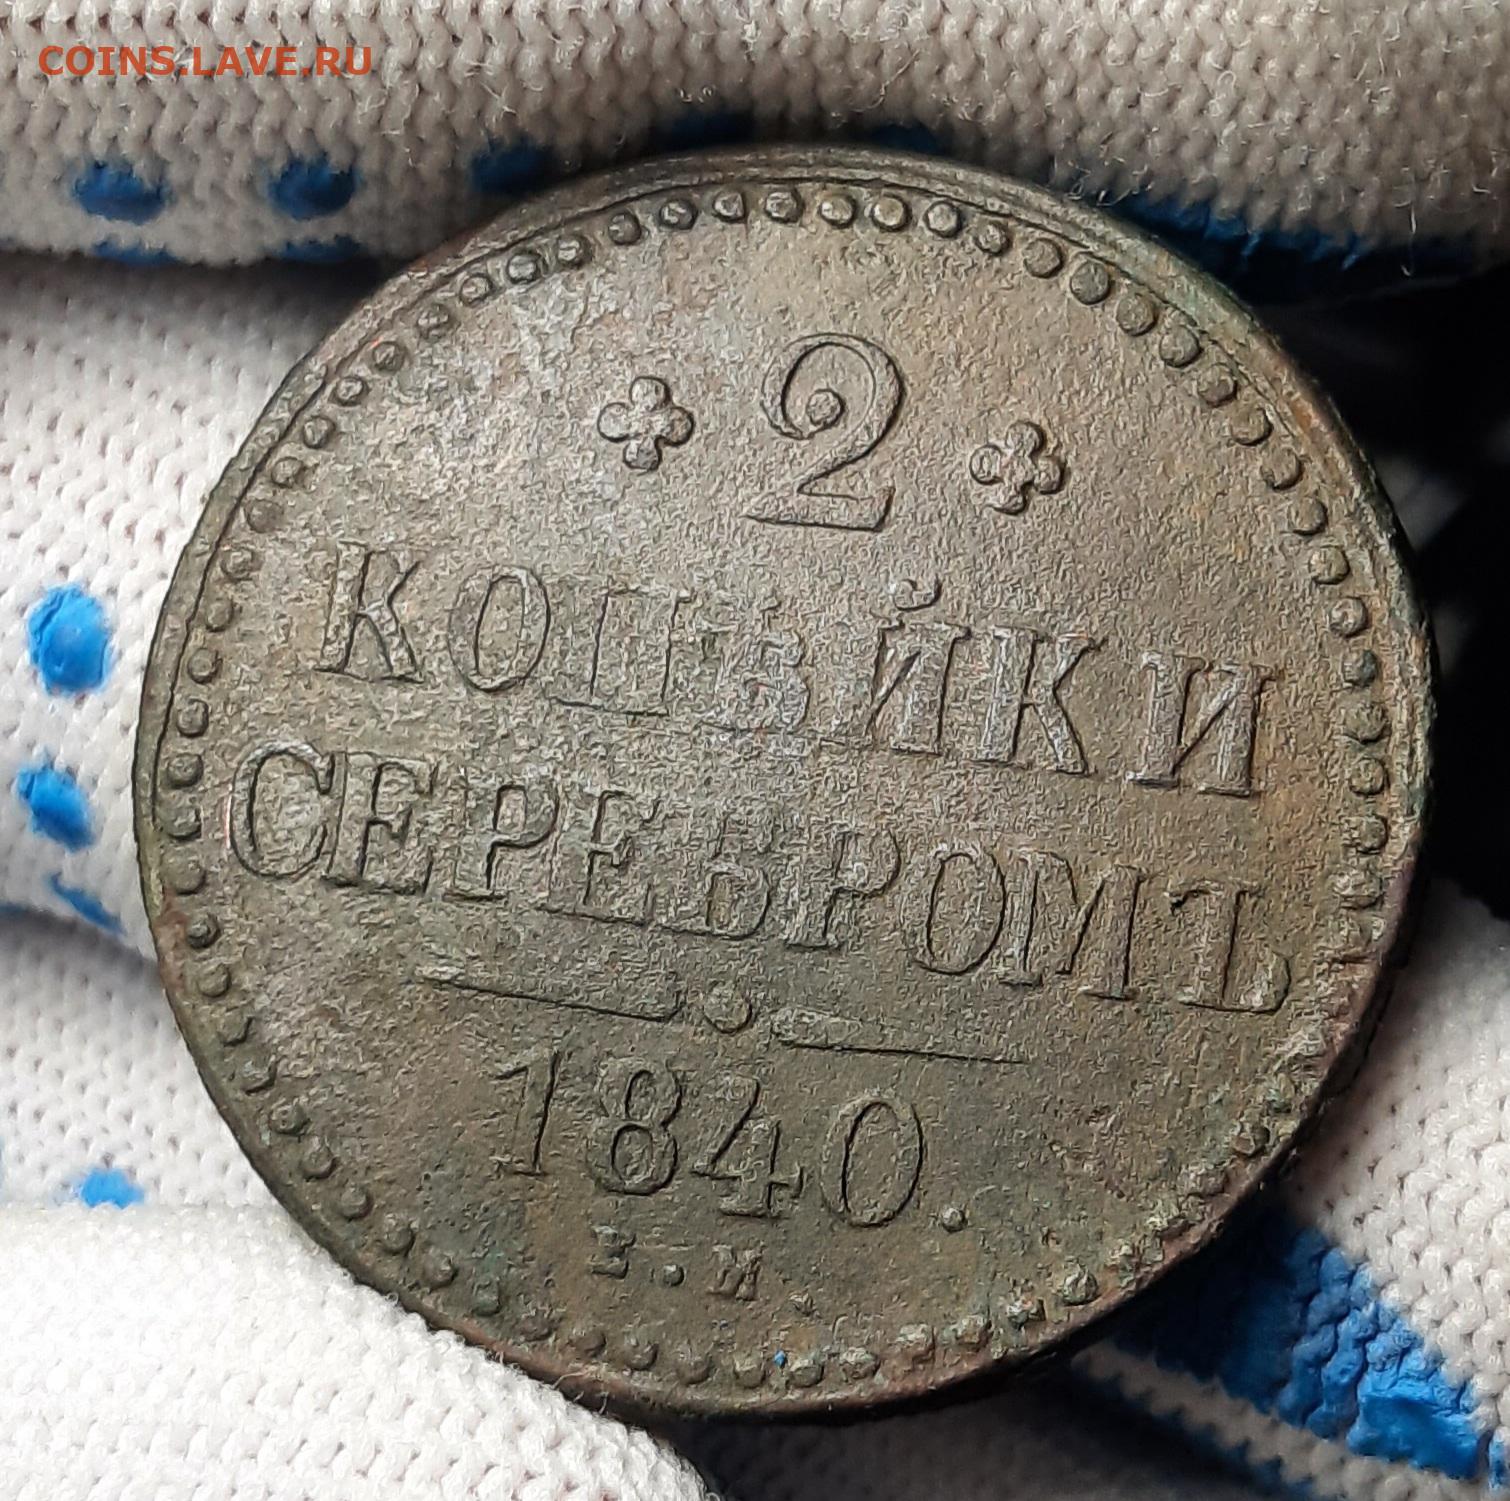 COINS.LAVE.RU
2
КОПѢЙКИ
СЕРЕБРОМЪ
1840.
Е.М.